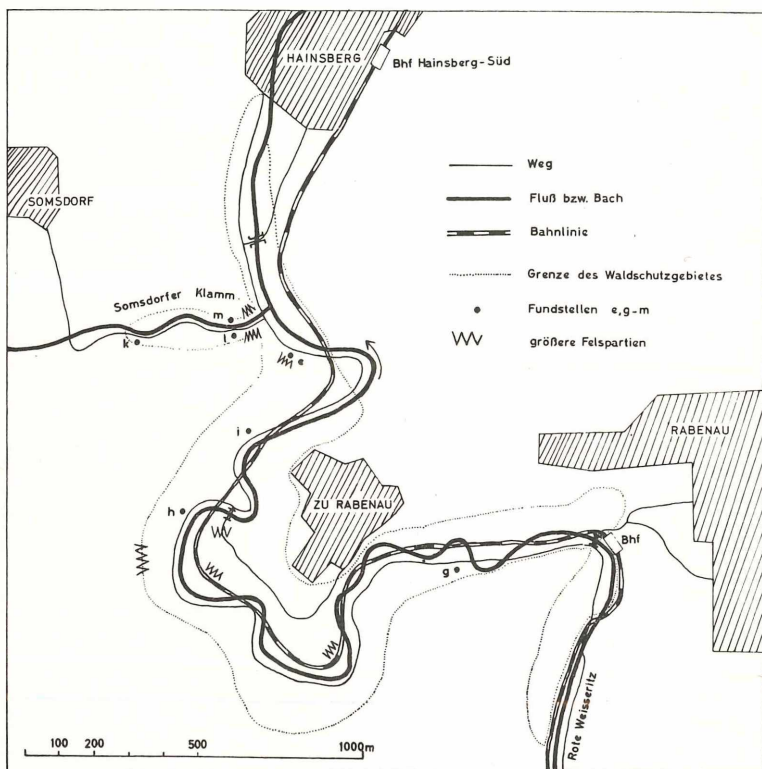 HAINSBERG
Bhf Hainsberg-Süd
SOMSDORF
Weg
Fluß bzw. Bach
Bahnlinie
Grenze des Waldschutzgebietes
Fundstellen e,g-m
größere Felspartien
Somsdorfer Klamm
m
l
k
e
i
h
RABENAU
ZU RABENAU
Bhf
g
Rote Weisseritz
100 200 500 1000m